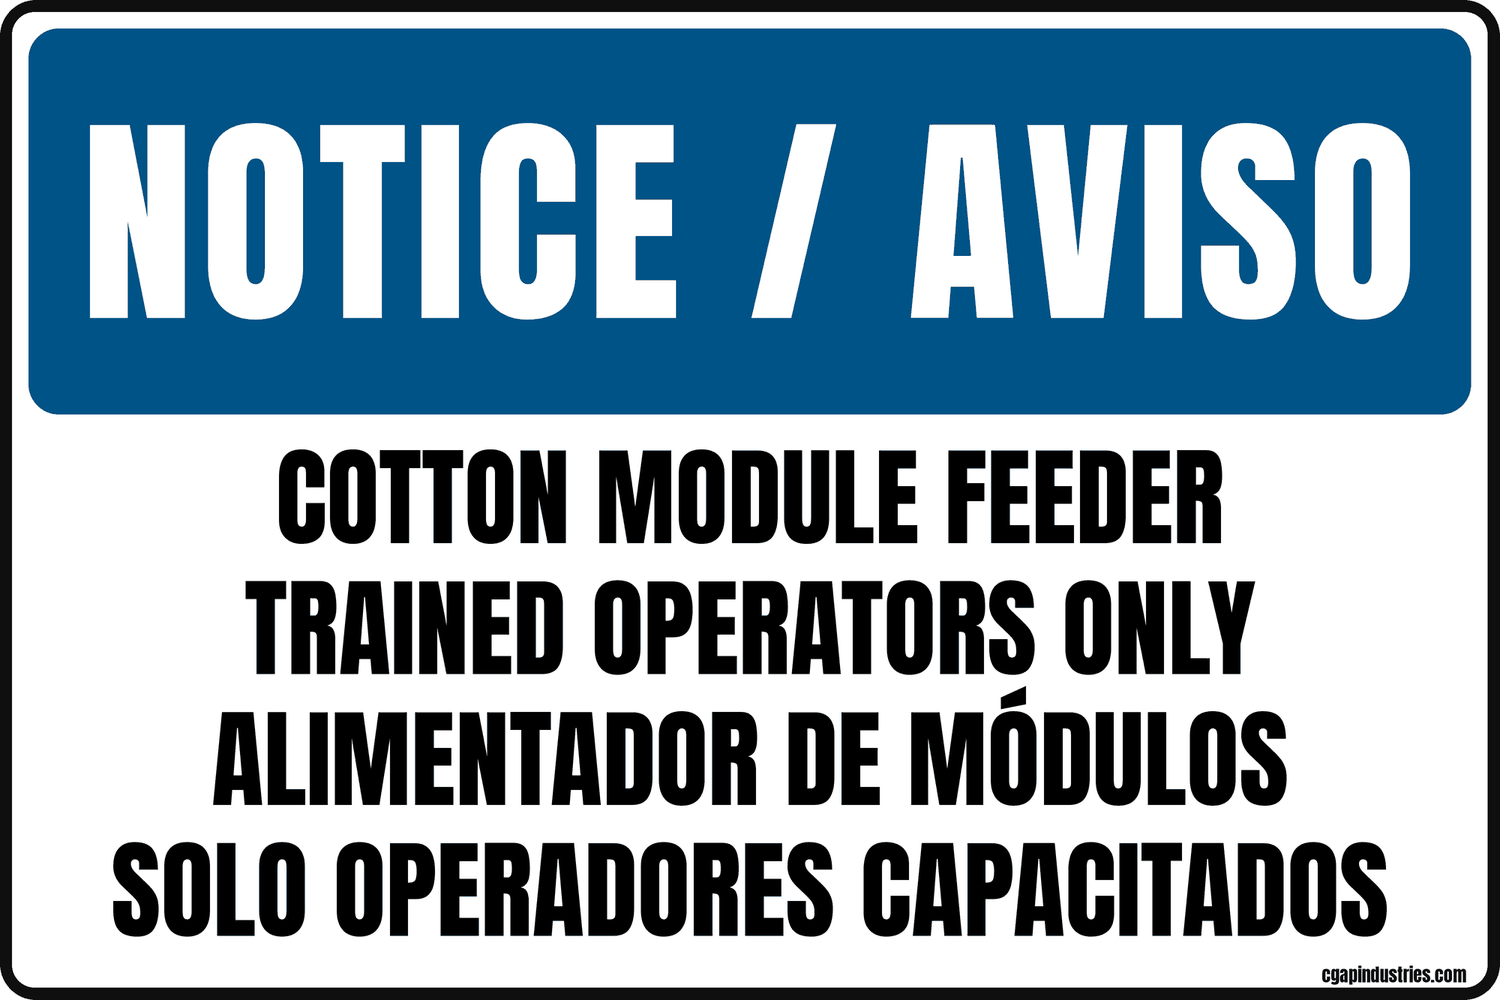 NOTICE / AVISO
COTTON MODULE FEEDER
TRAINED OPERATORS ONLY
ALIMENTADOR DE MÓDULOS
SOLO OPERADORES CAPACITADOS
cgapindustries.com